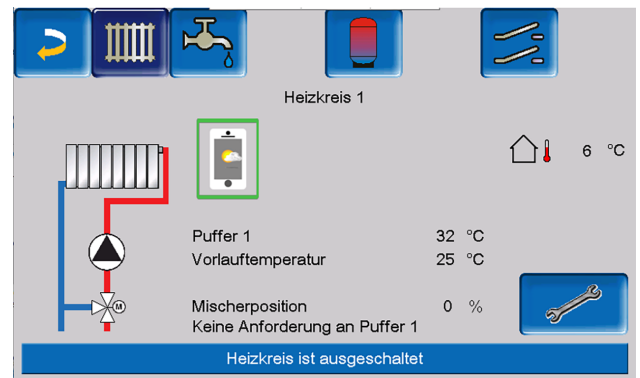 Heizkreis 1
6 °C
Puffer 1 32 °C
Vorlauftemperatur 25 °C
M
Mischerposition 0 %
Keine Anforderung an Puffer 1
Heizkreis ist ausgeschaltet